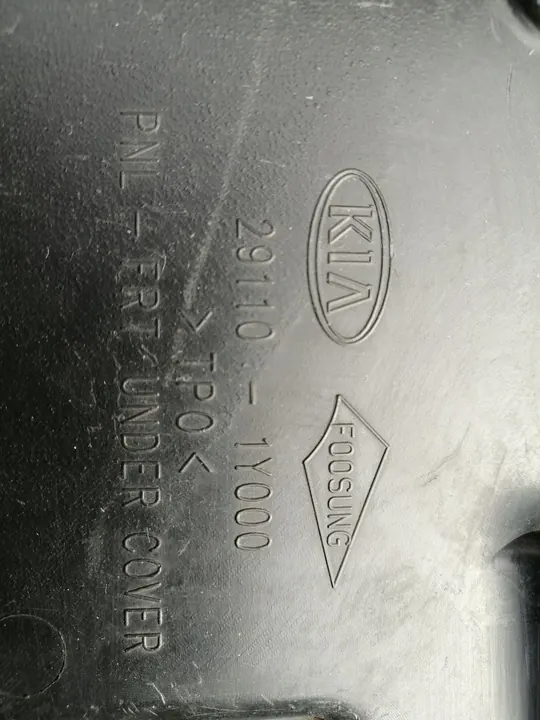 KIA FOOSUNG
29110 - 1Y000
>TPO<
PNL - FRT UNDER COVER